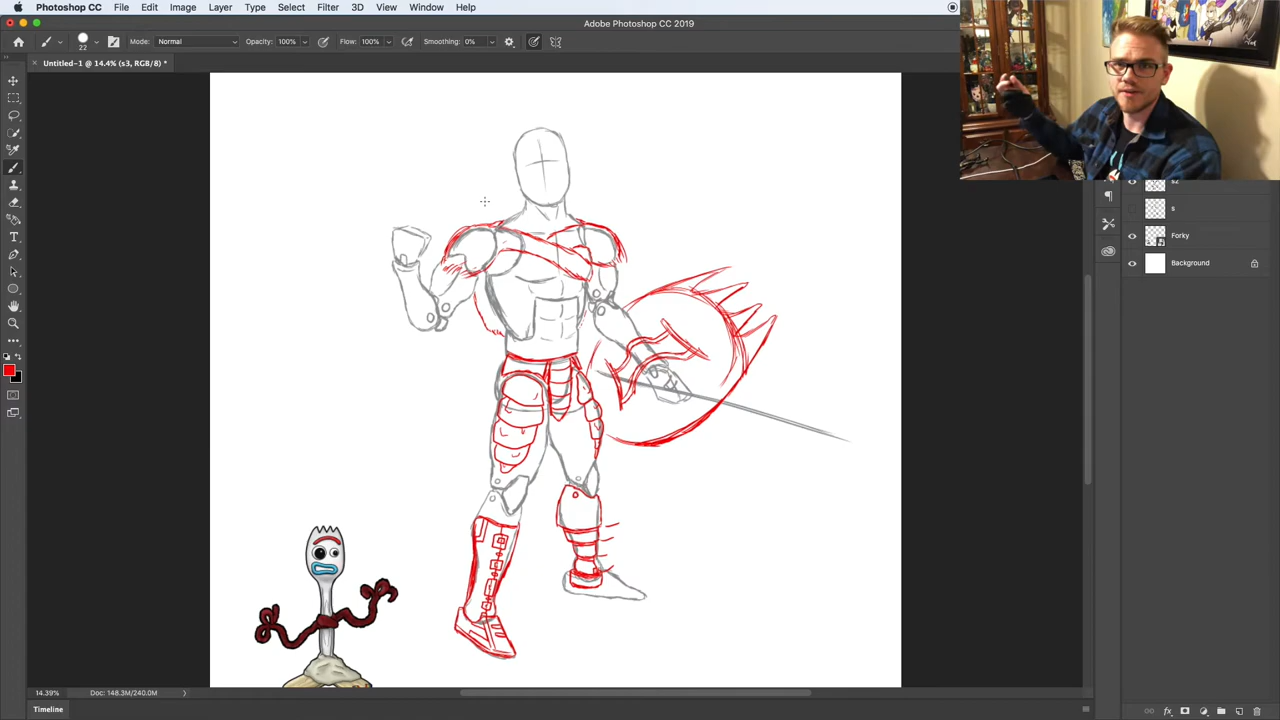 Photoshop CC File Edit Image Layer Type Select Filter 3D View Window Help
Adobe Photoshop CC 2019
22 Mode: Normal Opacity: 100% Flow: 100% Smoothing: 0%
Untitled-1 @ 14.4% (s3, RGB/8) *
s2
s
Forky
Background
14.39% Doc: 148.3M/240.0M
Timeline